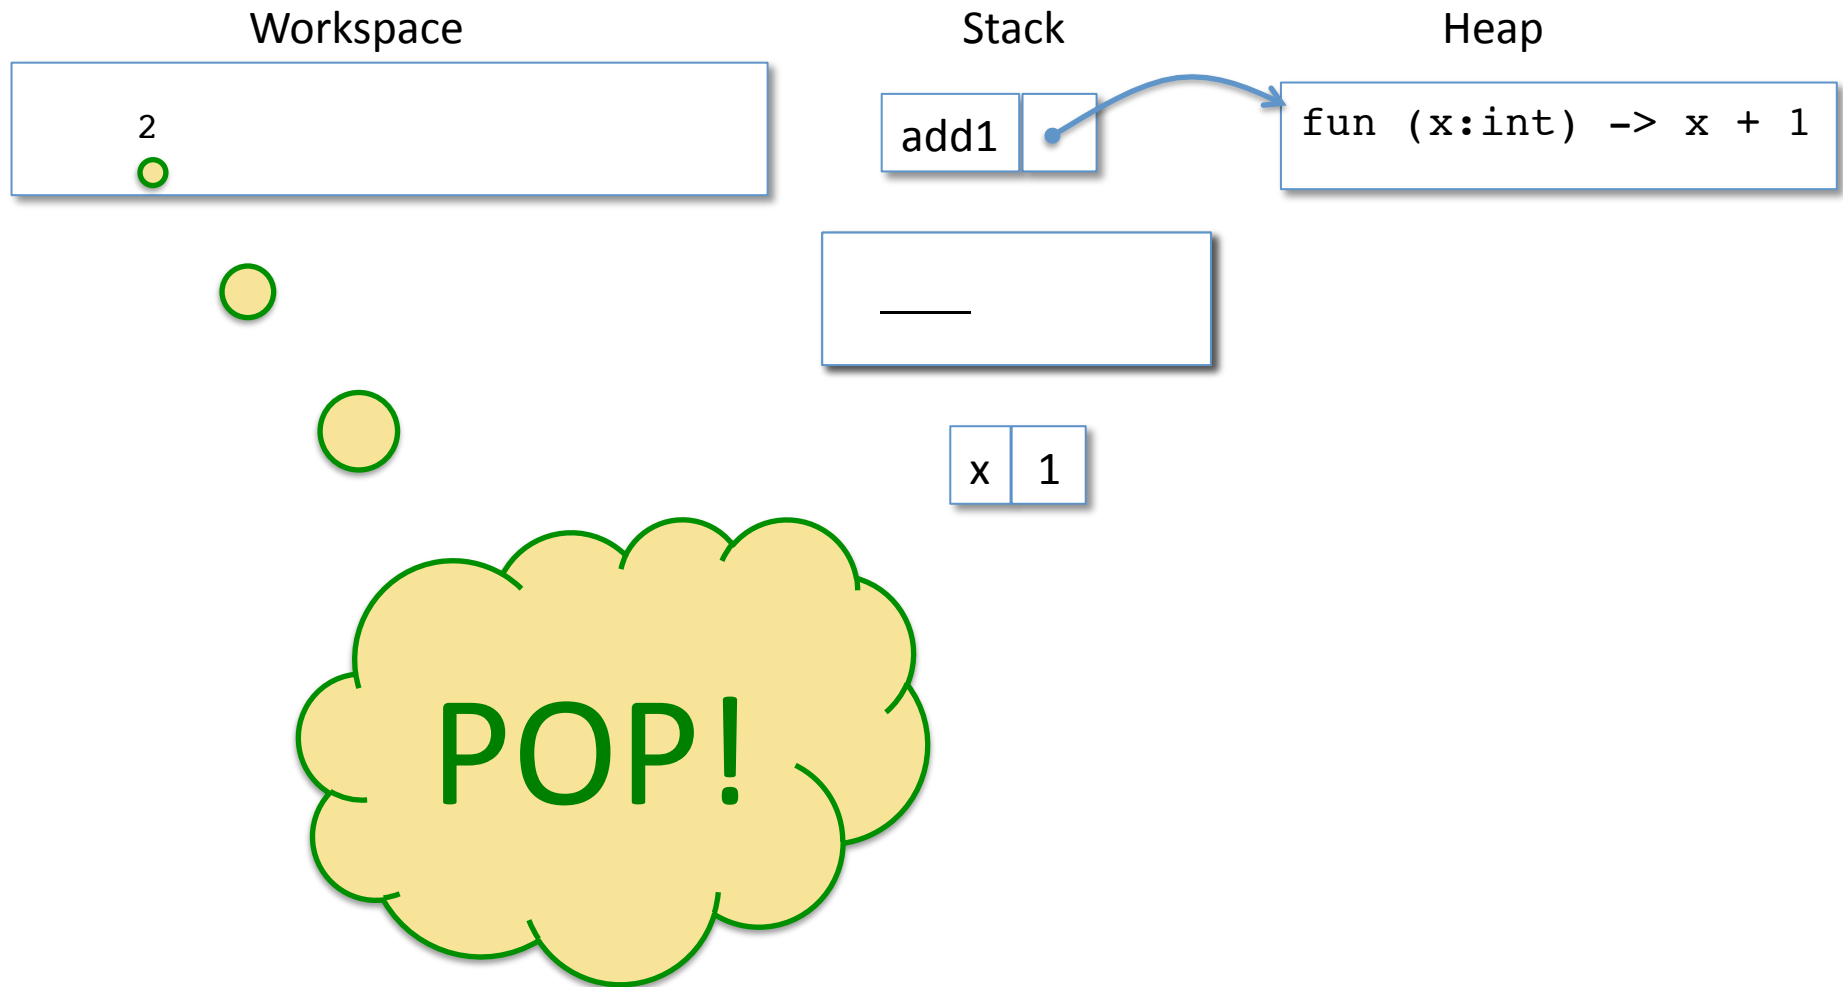 Workspace
Stack
Heap
2
add1
fun (x:int) -> x + 1
x 1
POP!